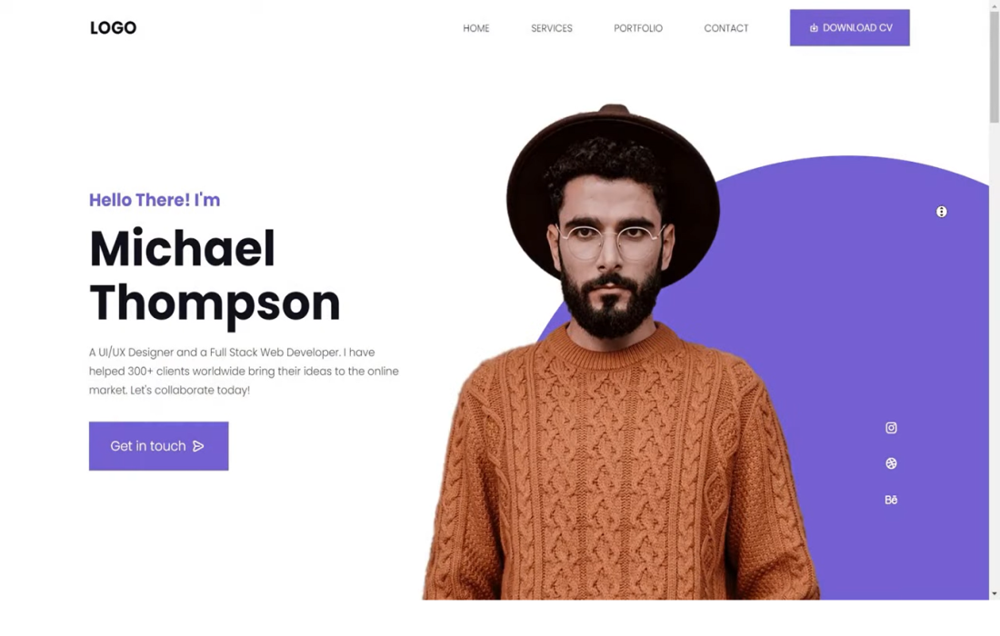 LOGO
HOME SERVICES PORTFOLIO CONTACT DOWNLOAD CV
Hello There! I'm
Michael
Thompson
A UI/UX Designer and a Full Stack Web Developer. I have
helped 300+ clients worldwide bring their ideas to the online
market. Let's collaborate today!
Get in touch
Bē